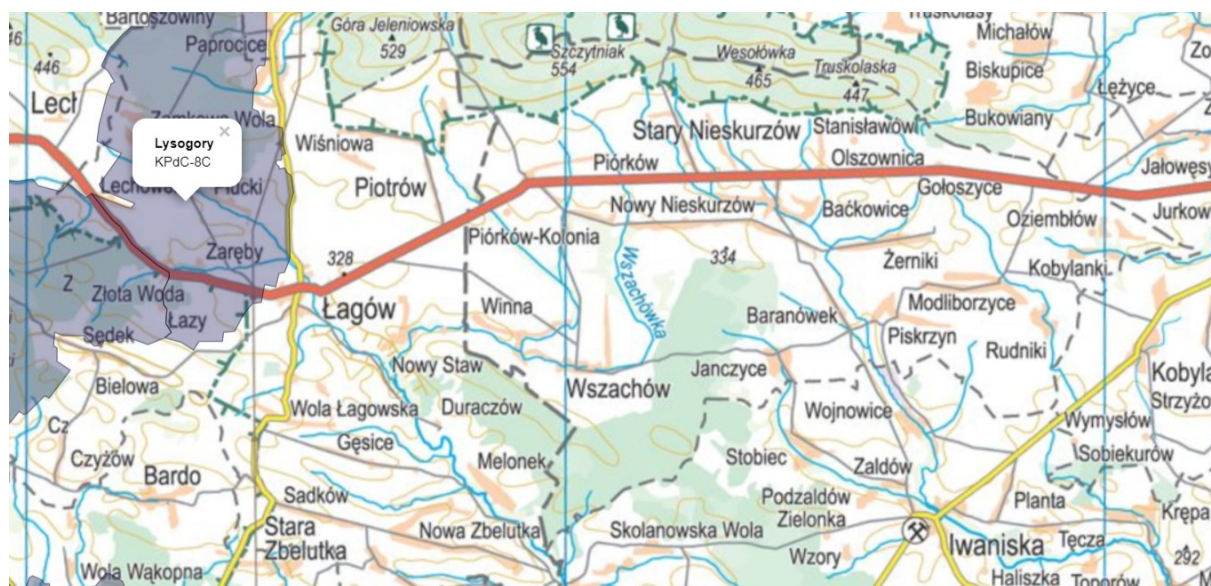 Bartoszowiny
Paprocice
46
446
Lech
Zamkowa Wola
Lysogory
KPdC-8C
×
Płucki
Zaręby
Z
Złota Woda
Łazy
Sędek
Góra Jeleniowska
529
Szczytniak
554
Wesołówka
465
Truskolaska
447
Truskolasy
Michałów
Biskupice
Łężyce
Bukowiany
Wiśniowa
Piotrów
Stary Nieskurzów
Stanisławów
Piórków
Olszownica
Gołoszyce
Jałowęsy
Nowy Nieskurzów
Baćkowice
Oziembłów
Jurkow
Piórków-Kolonia
328
334
Wszachówka
Żerniki
Kobylanki
Łagów
Winna
Modliborzyce
Baranówek
Piskrzyn
Rudniki
Bielowa
Nowy Staw
Wszachów
Janczyce
Kobyla
Strzyżo
Wola Łagowska
Duraczów
Wojnowice
Wymysłów
Cz
Czyżów
Gęsice
Bardo
Melonek
Stobiec
Zaldów
Sobiekurów
Sadków
Podzaldów
Zielonka
Planta
Krępa
Stara
Zbelutka
Nowa Zbelutka
Skolanowska Wola
Wzory
Iwaniska
Tęcza
292
Wola Wąkopna
Haliszka
Toporów